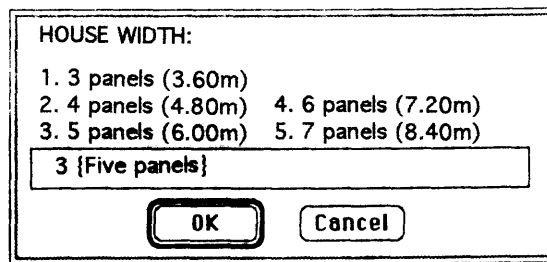 HOUSE WIDTH:
1. 3 panels (3.60m)
2. 4 panels (4.80m) 4. 6 panels (7.20m)
3. 5 panels (6.00m) 5. 7 panels (8.40m)
3 {Five panels}
OK Cancel